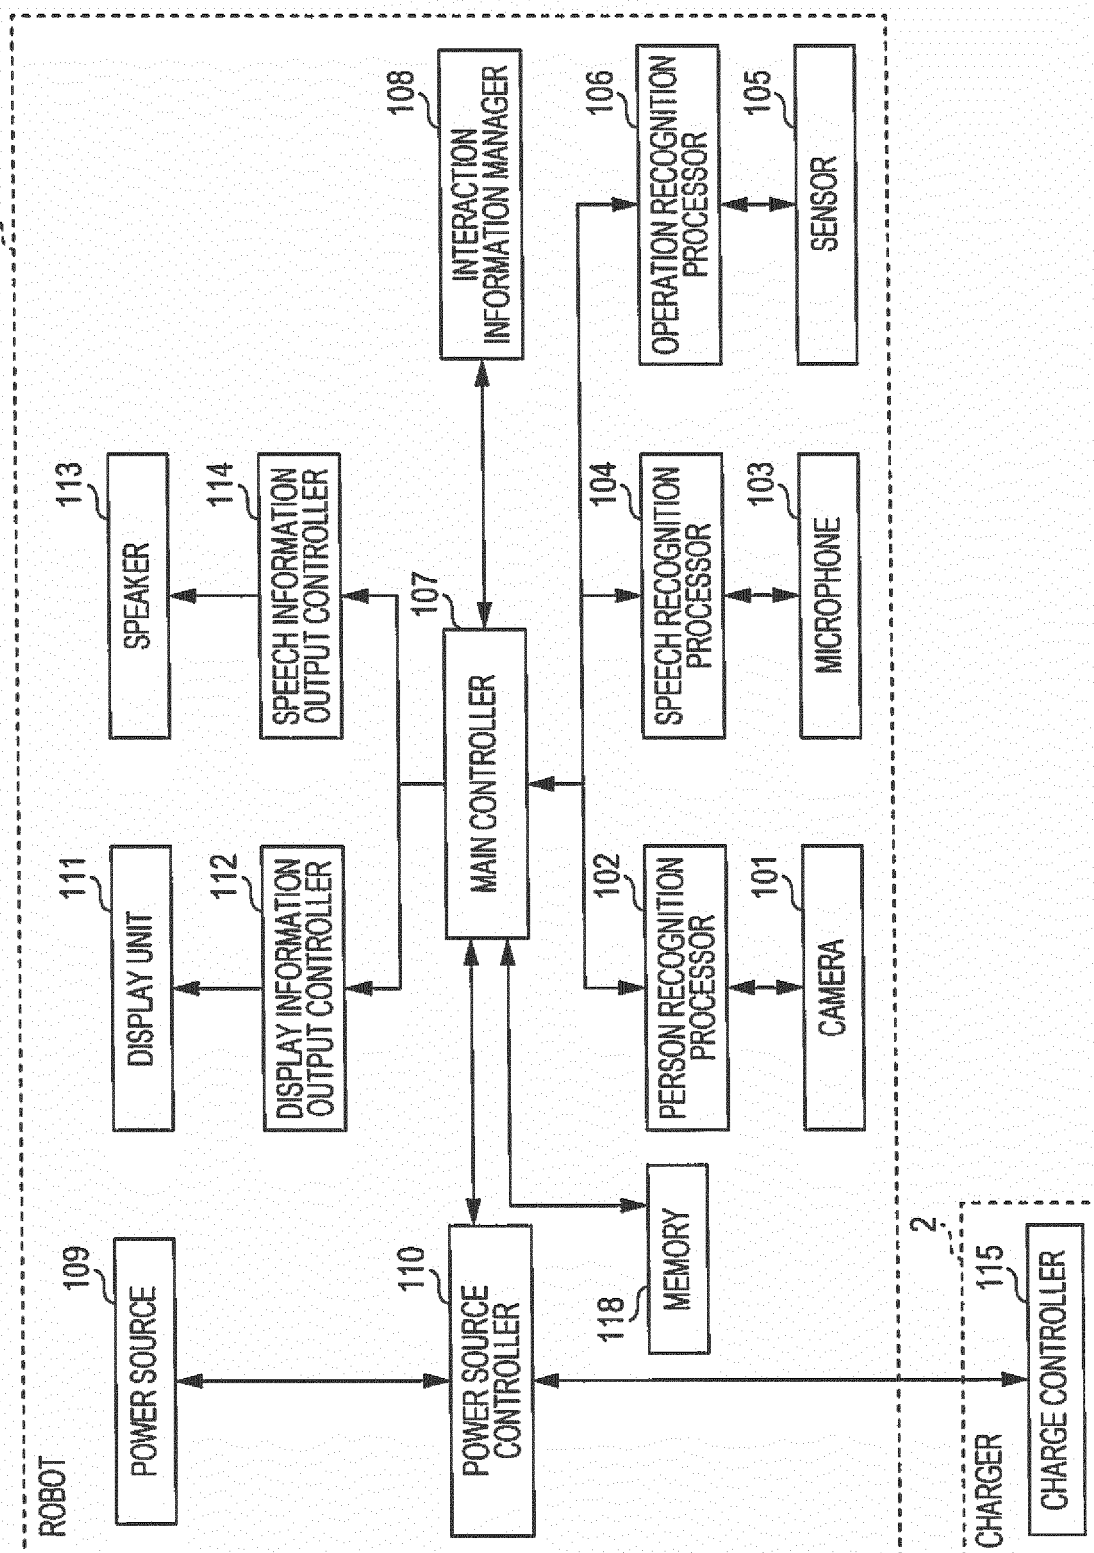 ROBOT
109
POWER SOURCE
111
DISPLAY UNIT
113
SPEAKER
112
DISPLAY INFORMATION
OUTPUT CONTROLLER
114
SPEECH INFORMATION
OUTPUT CONTROLLER
110
POWER SOURCE
CONTROLLER
107
MAIN CONTROLLER
108
INTERACTION
INFORMATION MANAGER
118
MEMORY
102
PERSON RECOGNITION
PROCESSOR
104
SPEECH RECOGNITION
PROCESSOR
106
OPERATION RECOGNITION
PROCESSOR
101
CAMERA
103
MICROPHONE
105
SENSOR
2
CHARGER
115
CHARGE CONTROLLER